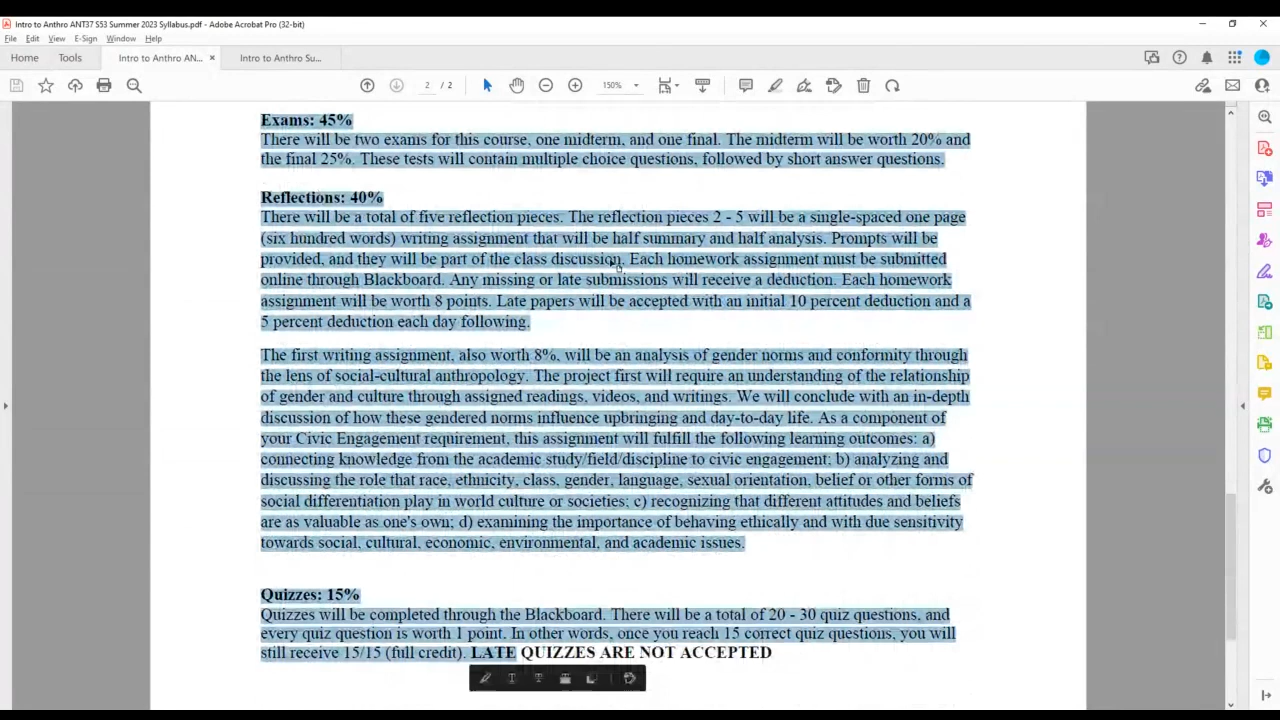 Intro to Anthro ANT37 S53 Summer 2023 Syllabus.pdf - Adobe Acrobat Pro (32-bit)
File Edit View E-Sign Window Help
Home Tools Intro to Anthro AN... × Intro to Anthro Su...
2 / 2 150%
Exams: 45%
There will be two exams for this course, one midterm, and one final. The midterm will be worth 20% and
the final 25%. These tests will contain multiple choice questions, followed by short answer questions.
Reflections: 40%
There will be a total of five reflection pieces. The reflection pieces 2 - 5 will be a single-spaced one page
(six hundred words) writing assignment that will be half summary and half analysis. Prompts will be
provided, and they will be part of the class discussion. Each homework assignment must be submitted
online through Blackboard. Any missing or late submissions will receive a deduction. Each homework
assignment will be worth 8 points. Late papers will be accepted with an initial 10 percent deduction and a
5 percent deduction each day following.
The first writing assignment, also worth 8%, will be an analysis of gender norms and conformity through
the lens of social-cultural anthropology. The project first will require an understanding of the relationship
of gender and culture through assigned readings, videos, and writings. We will conclude with an in-depth
discussion of how these gendered norms influence upbringing and day-to-day life. As a component of
your Civic Engagement requirement, this assignment will fulfill the following learning outcomes: a)
connecting knowledge from the academic study/field/discipline to civic engagement; b) analyzing and
discussing the role that race, ethnicity, class, gender, language, sexual orientation, belief or other forms of
social differentiation play in world culture or societies; c) recognizing that different attitudes and beliefs
are as valuable as one's own; d) examining the importance of behaving ethically and with due sensitivity
towards social, cultural, economic, environmental, and academic issues.
Quizzes: 15%
Quizzes will be completed through the Blackboard. There will be a total of 20 - 30 quiz questions, and
every quiz question is worth 1 point. In other words, once you reach 15 correct quiz questions, you will
still receive 15/15 (full credit). LATE QUIZZES ARE NOT ACCEPTED